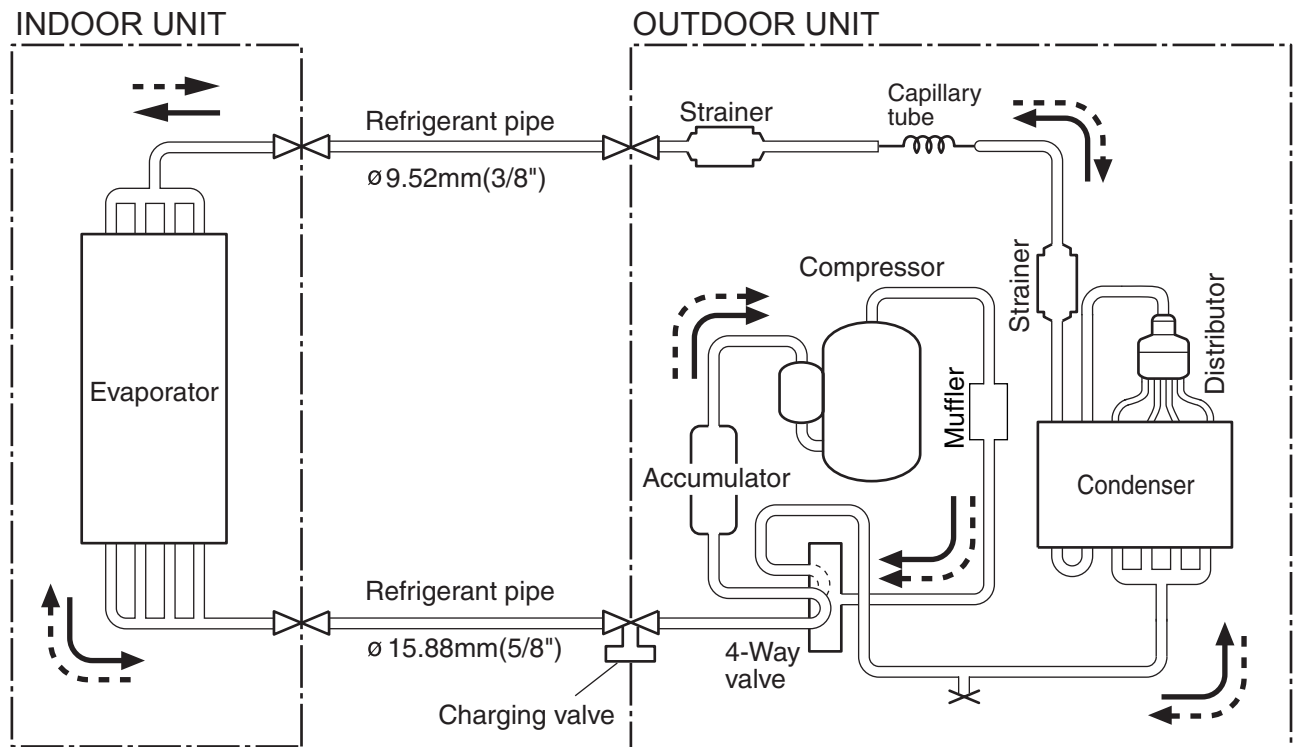 INDOOR UNIT
OUTDOOR UNIT
Refrigerant pipe
ø 9.52mm(3/8")
Strainer
Capillary
tube
Compressor
Strainer
Distributor
Evaporator
Muffler
Accumulator
Condenser
Refrigerant pipe
ø 15.88mm(5/8")
4-Way
valve
Charging valve